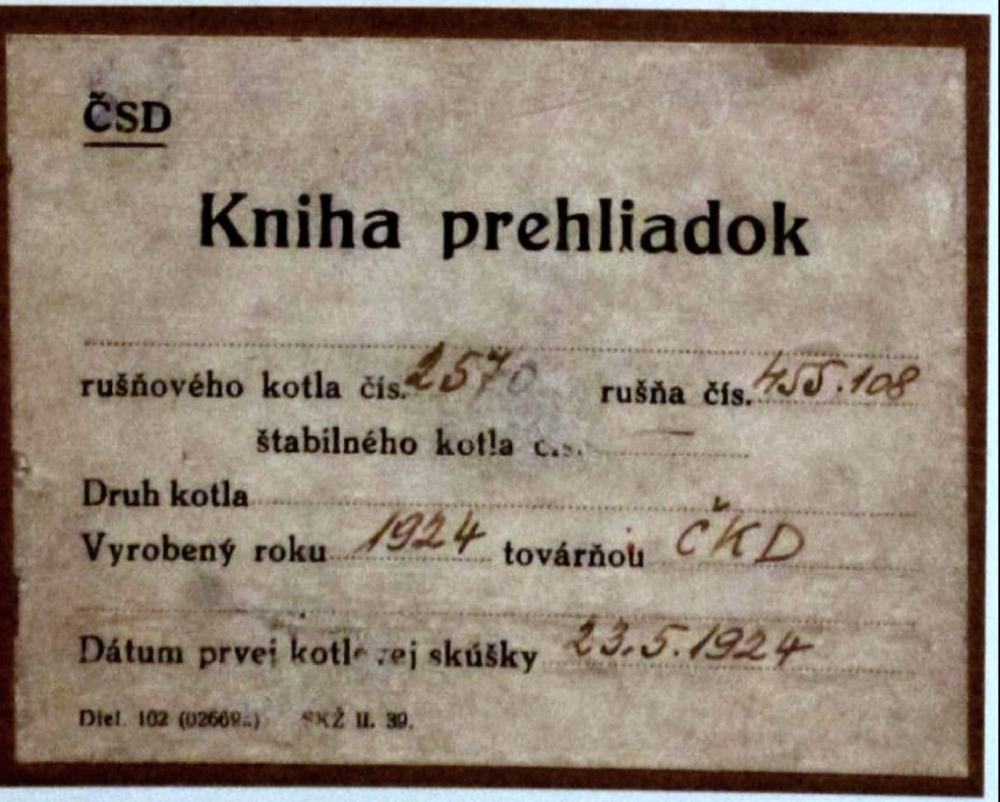 ČSD
Kniha prehliadok
rušňového kotla čís. 2570 rušňa čís. 455.108
štabilného kotla
Druh kotla
Vyrobený roku 1924 továrňou ČKD
Dátum prvej skúšky 23.5.1924
Diel 102 II. 39.